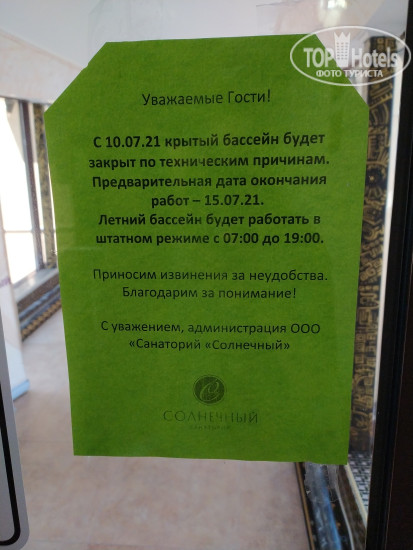 TOP Hotels
ФОТО ТУРИСТА
Уважаемые Гости!
С 10.07.21 крытый бассейн будет
закрыт по техническим причинам.
Предварительная дата окончания
работ – 15.07.21.
Летний бассейн будет работать в
штатном режиме с 07:00 до 19:00.
Приносим извинения за неудобства.
Благодарим за понимание!
С уважением, администрация ООО
«Санаторий «Солнечный»
СОЛНЕЧНЫЙ
САНАТОРИЙ